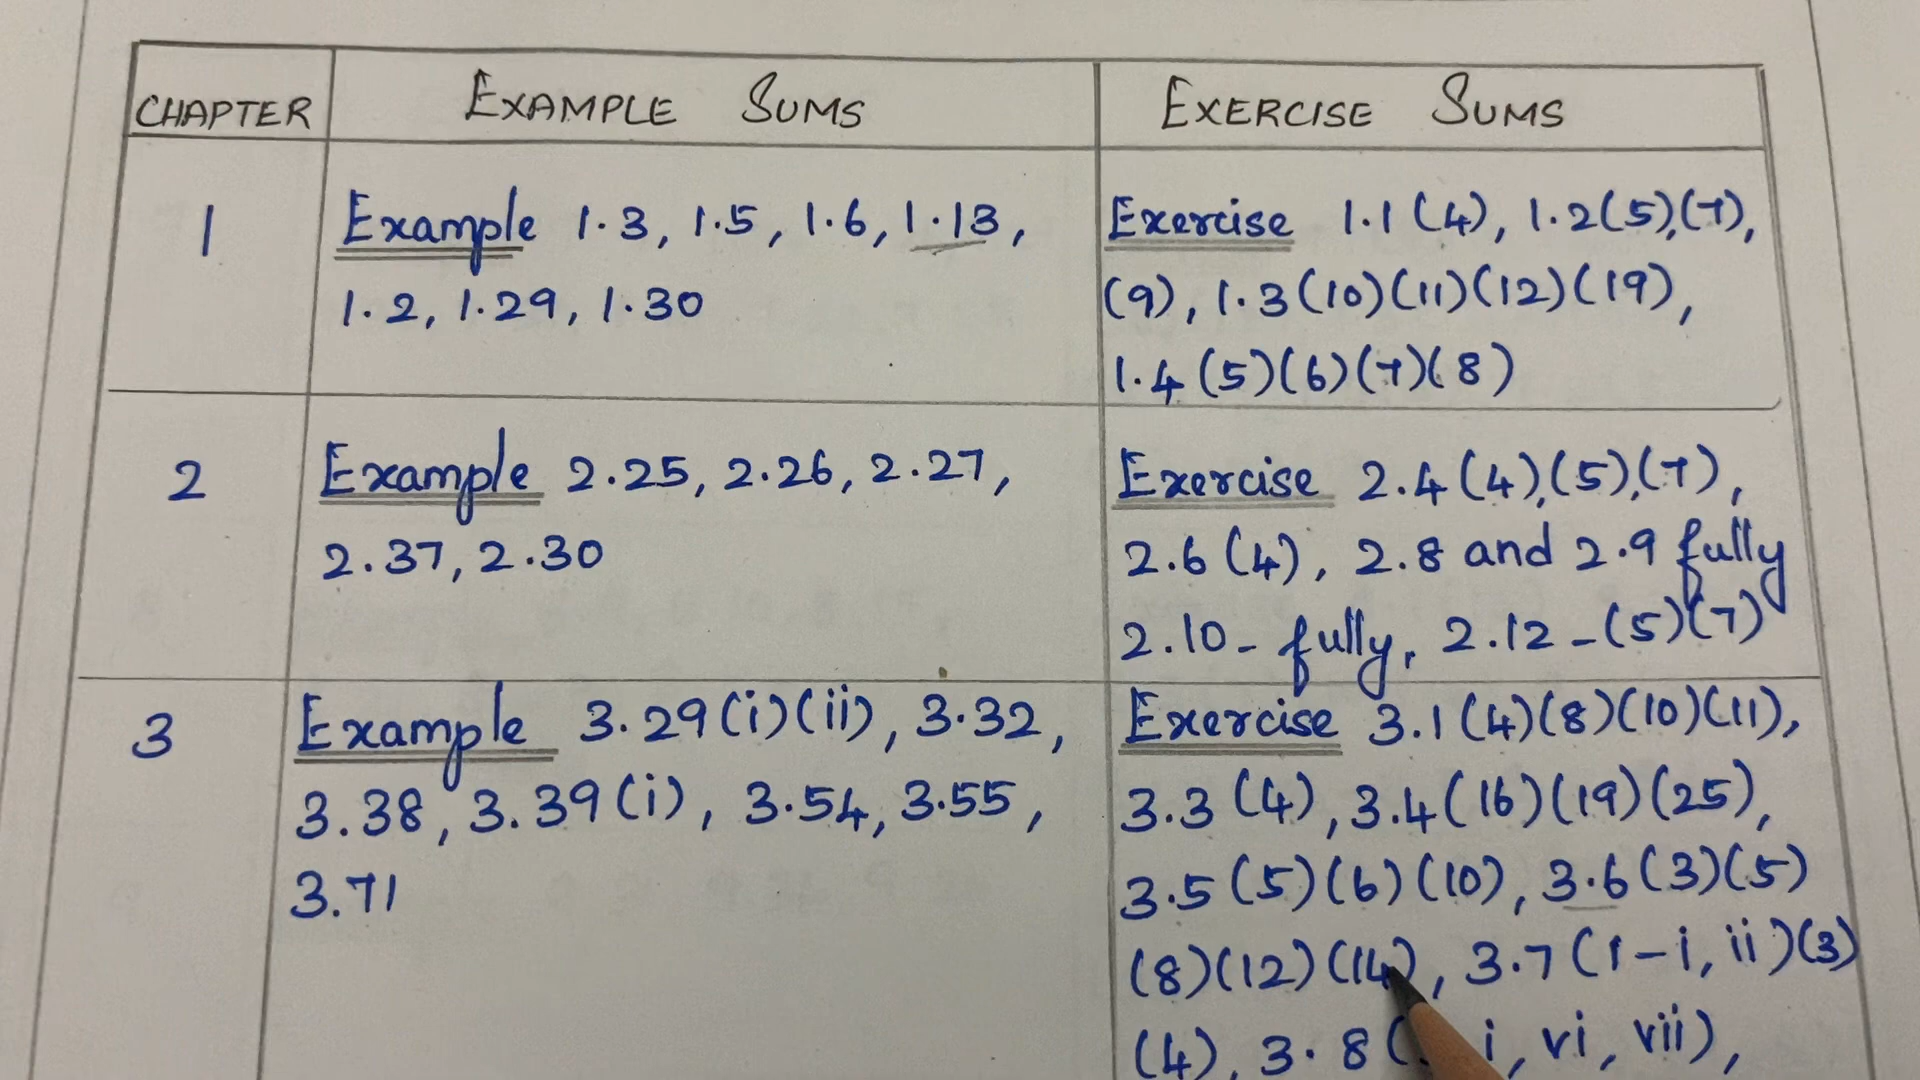 CHAPTER
EXAMPLE SUMS
EXERCISE SUMS
1
Example 1.3, 1.5, 1.6, 1.13,
1.2, 1.29, 1.30
Exercise 1.1 (4), 1.2(5),(7),
(9), 1.3(10)(11)(12)(19),
1.4(5)(6)(7)(8)
2
Example 2.25, 2.26, 2.27,
2.37, 2.30
Exercise 2.4(4),(5),(7),
2.6(4), 2.8 and 2.9 fully
2.10 - fully, 2.12 - (5)(7)
3
Example 3.29(i)(ii), 3.32,
3.38, 3.39(i), 3.54, 3.55,
3.71
Exercise 3.1(4)(8)(10)(11),
3.3 (4), 3.4(16)(19)(25),
3.5(5)(6)(10), 3.6(3)(5)
(8)(12)(14), 3.7(1-i, ii)(3)
(4), 3.8( i, vi, vii),